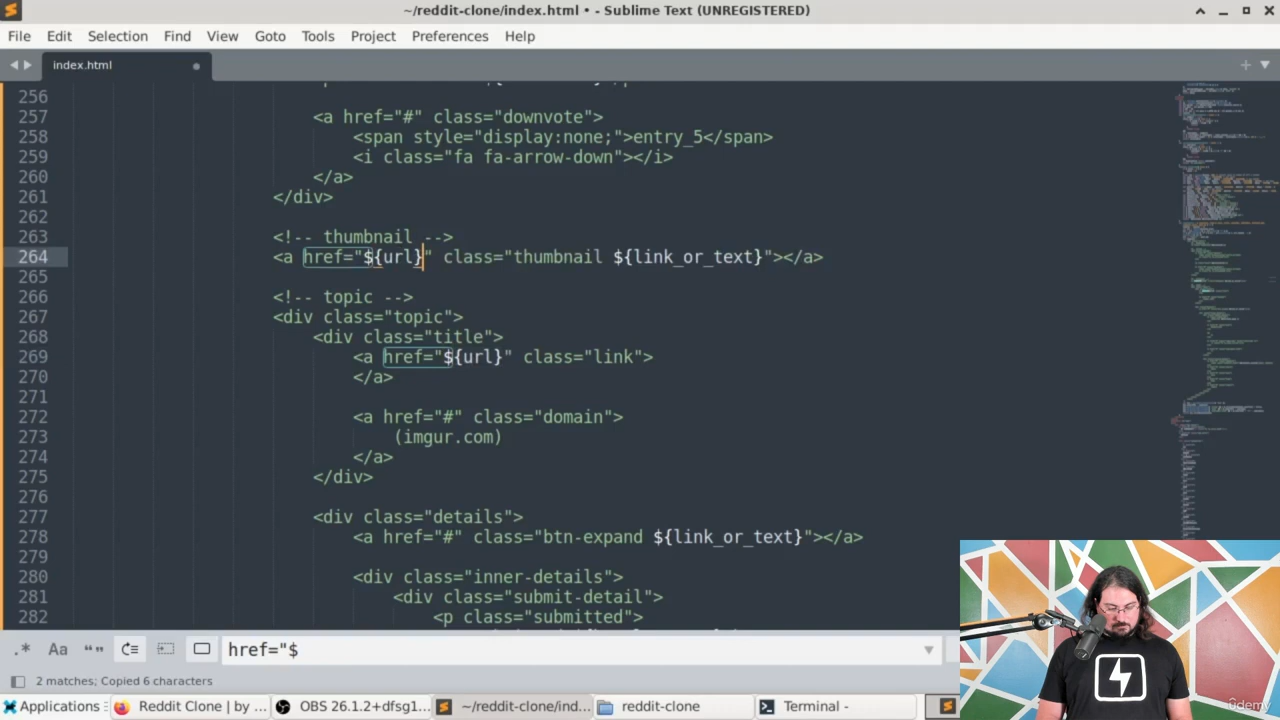 ~/reddit-clone/index.html • - Sublime Text (UNREGISTERED)
File Edit Selection Find View Goto Tools Project Preferences Help
index.html
256
257 <a href="#" class="downvote">
258 <span style="display:none;">entry_5</span>
259 <i class="fa fa-arrow-down"></i>
260 </a>
261 </div>
262
263 <!-- thumbnail -->
264 <a href="${url}" class="thumbnail ${link_or_text}"></a>
265
266 <!-- topic -->
267 <div class="topic">
268 <div class="title">
269 <a href="${url}" class="link">
270 </a>
271
272 <a href="#" class="domain">
273 (imgur.com)
274 </a>
275 </div>
276
277 <div class="details">
278 <a href="#" class="btn-expand ${link_or_text}"></a>
279
280 <div class="inner-details">
281 <div class="submit-detail">
282 <p class="submitted">
.* Aa “” href="$
2 matches; Copied 6 characters
Applications Reddit Clone | by ... OBS 26.1.2+dfsg1... ~/reddit-clone/ind... reddit-clone Terminal -
ûdemy